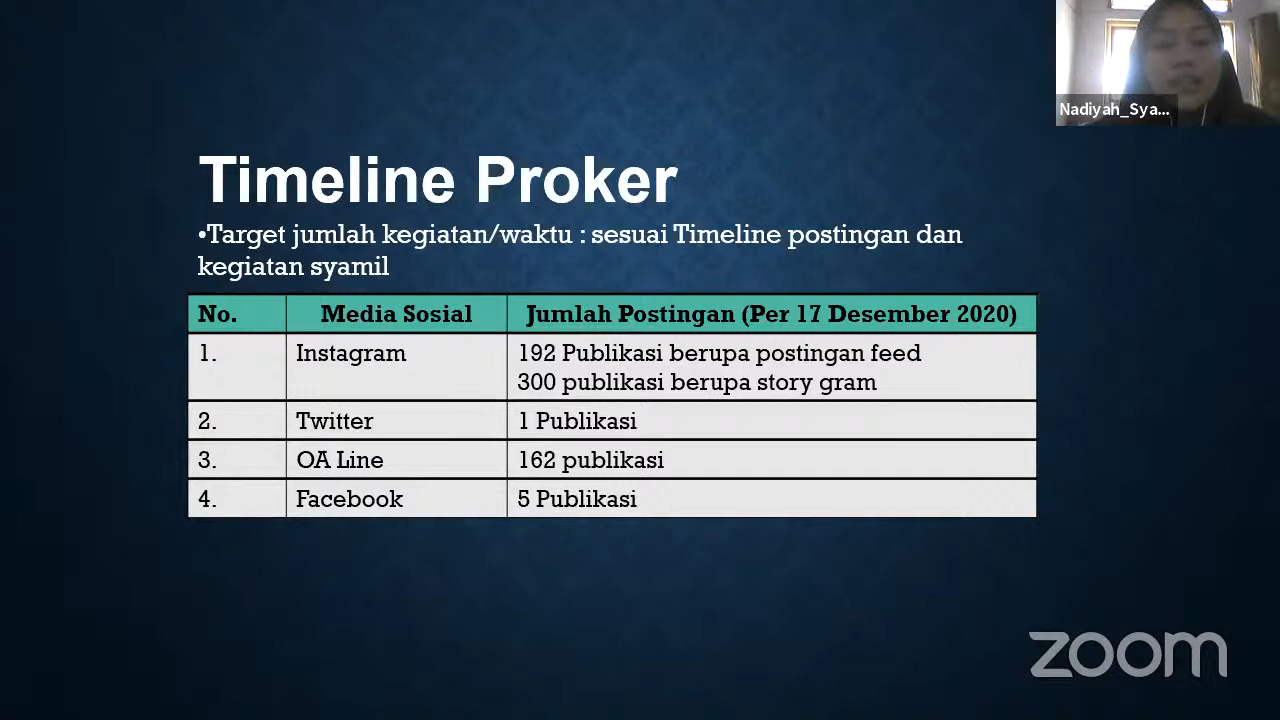 Nadiyah_Sya...
Timeline Proker
•Target jumlah kegiatan/waktu : sesuai Timeline postingan dan
kegiatan syamil
No. Media Sosial Jumlah Postingan (Per 17 Desember 2020)
1. Instagram 192 Publikasi berupa postingan feed
300 publikasi berupa story gram
2. Twitter 1 Publikasi
3. OA Line 162 publikasi
4. Facebook 5 Publikasi
zoom